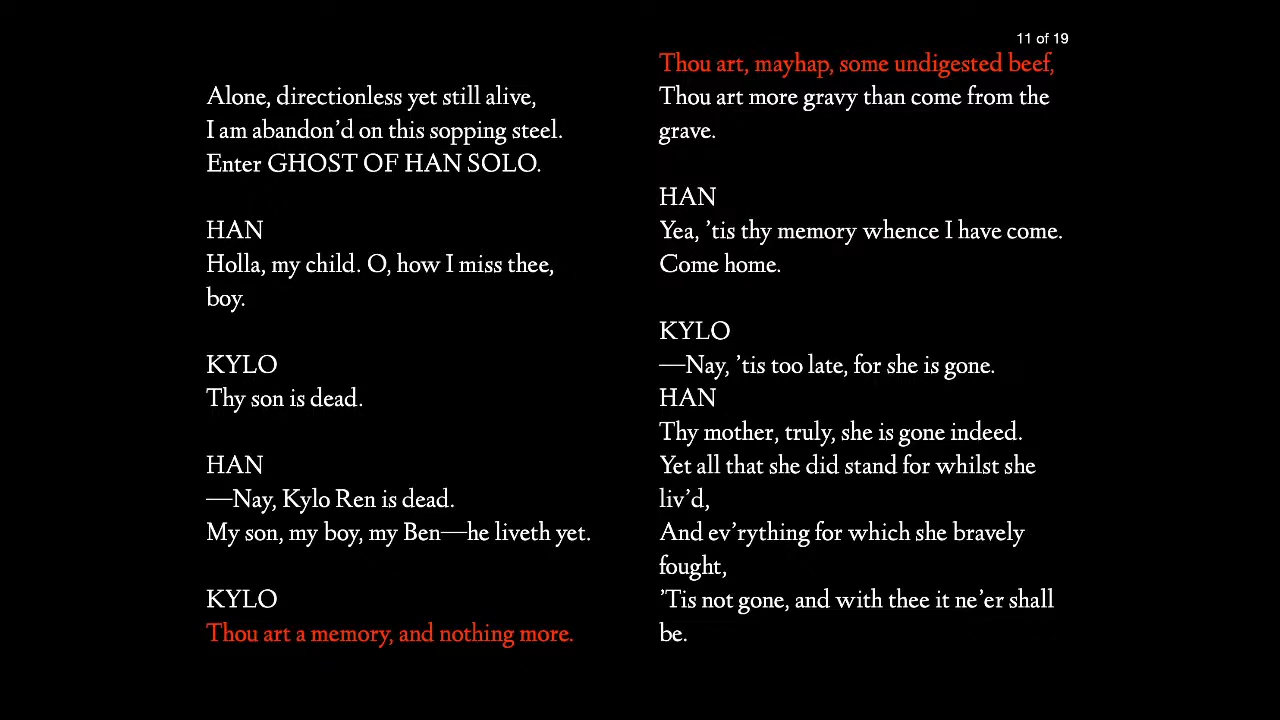 Alone, directionless yet still alive,
I am abandon’d on this sopping steel.
Enter GHOST OF HAN SOLO.
HAN
Holla, my child. O, how I miss thee,
boy.
KYLO
Thy son is dead.
HAN
—Nay, Kylo Ren is dead.
My son, my boy, my Ben—he liveth yet.
KYLO
Thou art a memory, and nothing more.
11 of 19
Thou art, mayhap, some undigested beef,
Thou art more gravy than come from the
grave.
HAN
Yea, ’tis thy memory whence I have come.
Come home.
KYLO
—Nay, ’tis too late, for she is gone.
HAN
Thy mother, truly, she is gone indeed.
Yet all that she did stand for whilst she
liv’d,
And ev’rything for which she bravely
fought,
’Tis not gone, and with thee it ne’er shall
be.